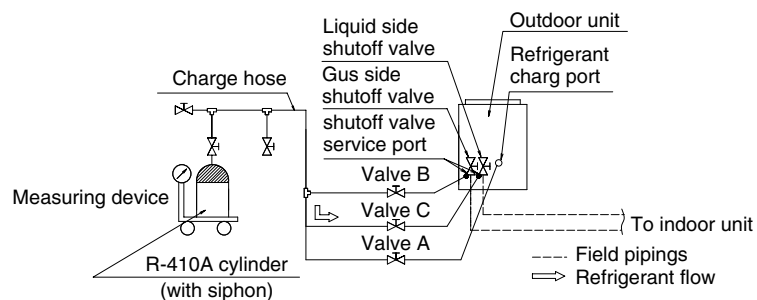 Outdoor unit
Liquid side
shutoff valve
Refrigerant
charg port
Gus side
shutoff valve
Charge hose
shutoff valve
service port
Valve B
Measuring device
Valve C
To indoor unit
Valve A
Field pipings
R-410A cylinder
(with siphon)
Refrigerant flow